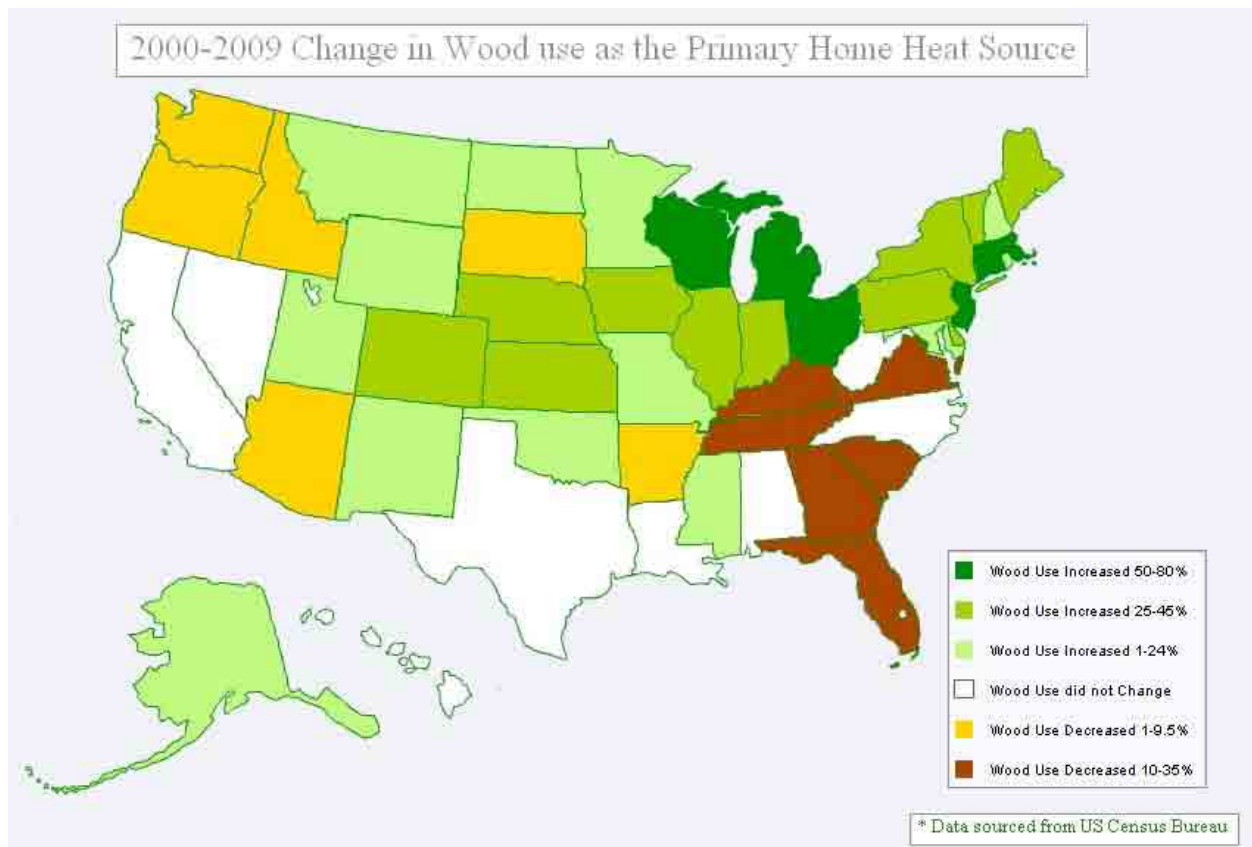 2000-2009 Change in Wood use as the Primary Home Heat Source
Wood Use Increased 50-80%
Wood Use Increased 25-45%
Wood Use Increased 1-24%
Wood Use did not Change
Wood Use Decreased 1-9.5%
Wood Use Decreased 10-35%
* Data sourced from US Census Bureau